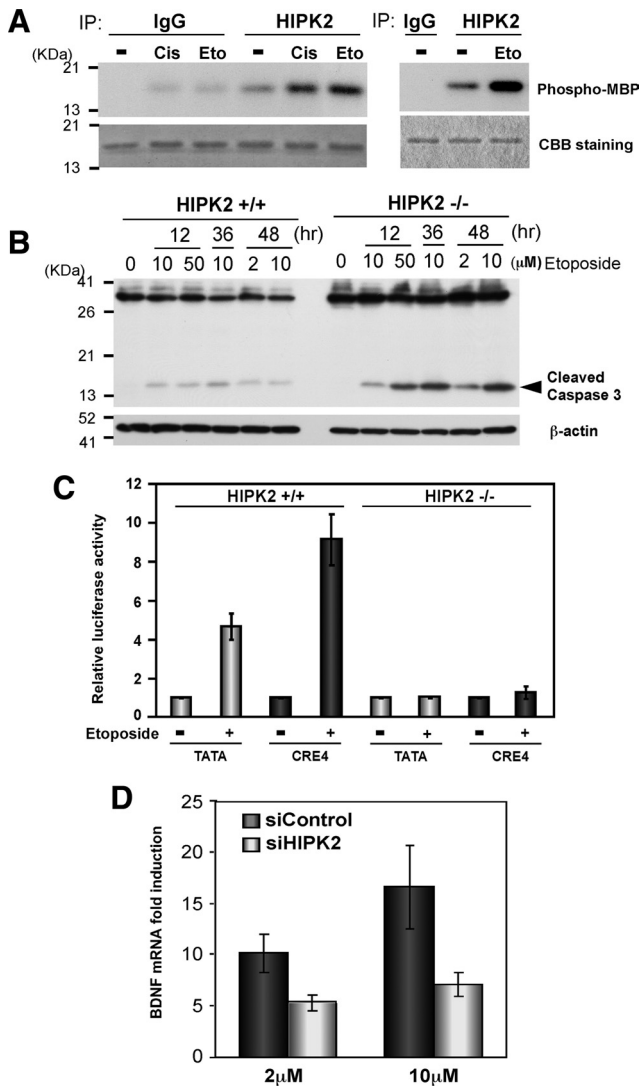 A
IP: IgG HIPK2 IP: IgG HIPK2
(KDa) - Cis Eto - Cis Eto - - Eto
21
13
Phospho-MBP
21
13
CBB staining
B
HIPK2 +/+ HIPK2 -/-
12 36 48 (hr) 12 36 48 (hr)
(KDa) 0 10 50 10 2 10 0 10 50 10 2 10 (μM) Etoposide
41
26
21
13
Cleaved
Caspase 3
52
41
β-actin
C
Relative luciferase activity
12
10
8
6
4
2
0
HIPK2 +/+ HIPK2 -/-
Etoposide - + - + - + - +
TATA CRE4 TATA CRE4
D
BDNF mRNA fold induction
25
20
15
10
5
0
siControl
siHIPK2
2μM 10μM